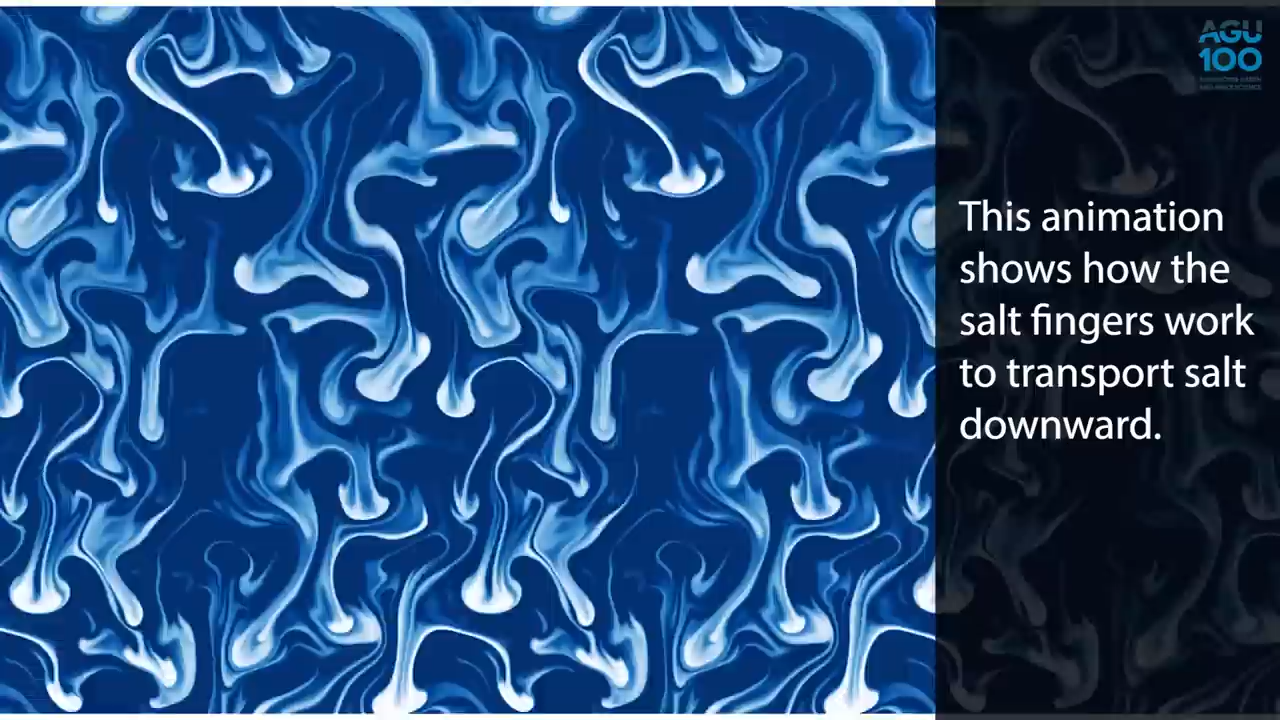 AGU
100
This animation
shows how the
salt fingers work
to transport salt
downward.